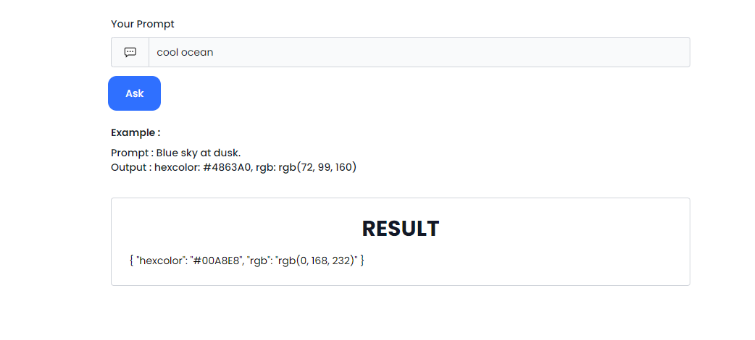 Your Prompt
cool ocean
Ask
Example :
Prompt : Blue sky at dusk.
Output : hexcolor: #4863A0, rgb: rgb(72, 99, 160)
RESULT
{ "hexcolor": "#00A8E8", "rgb": "rgb(0, 168, 232)" }